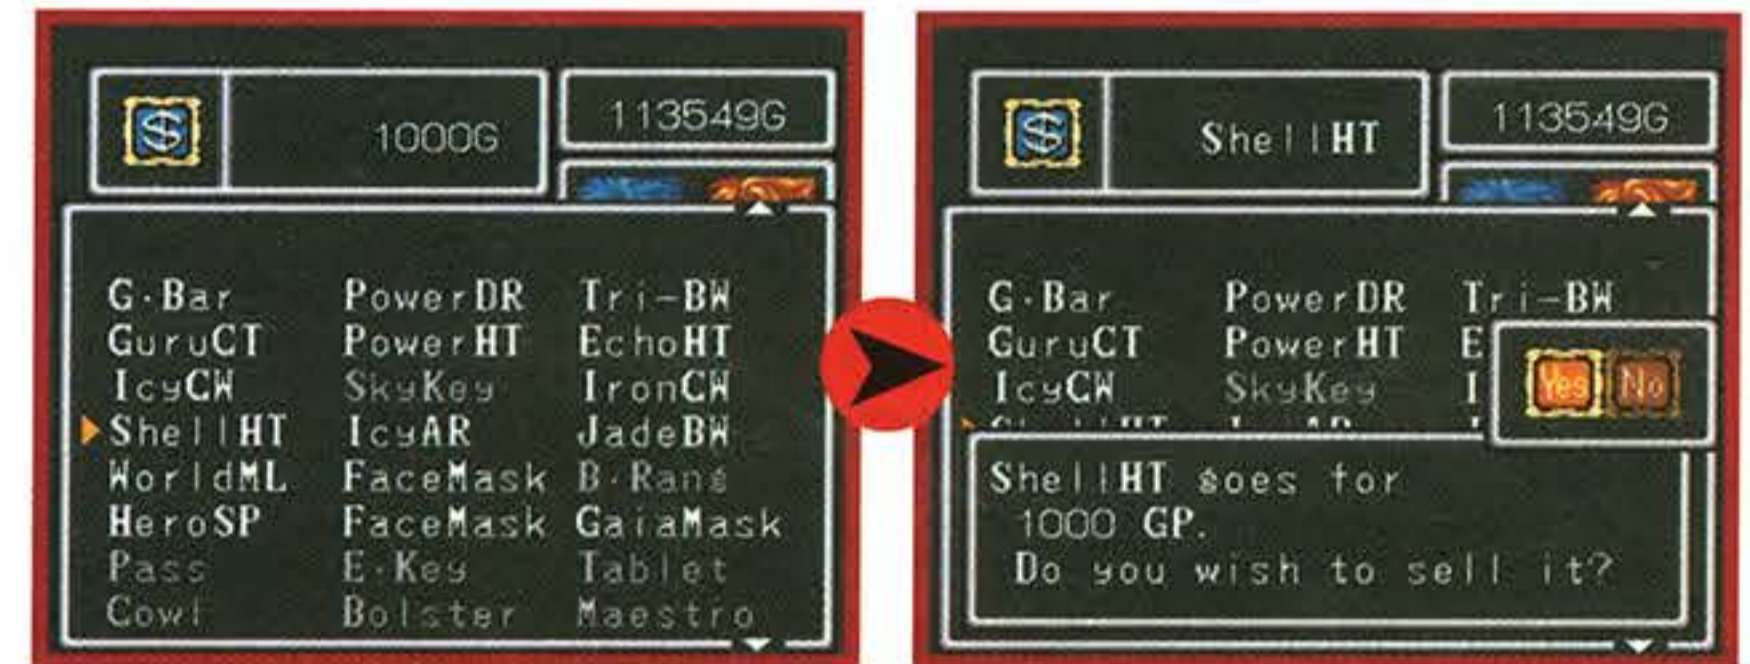 1000G
113549G
G·Bar PowerDR Tri-BW
GuruCT PowerHT EchoHT
IcyCW SkyKey IronCW
ShellHT IcyAR JadeBW
WorldML FaceMask B·Rang
HeroSP FaceMask GaiaMask
Pass E·Key Tablet
Cowl Bolster Maestro
ShellHT
113549G
G·Bar PowerDR Tri-BW
GuruCT PowerHT E
IcyCW SkyKey I
Yes No
ShellHT goes for
1000 GP.
Do you wish to sell it?